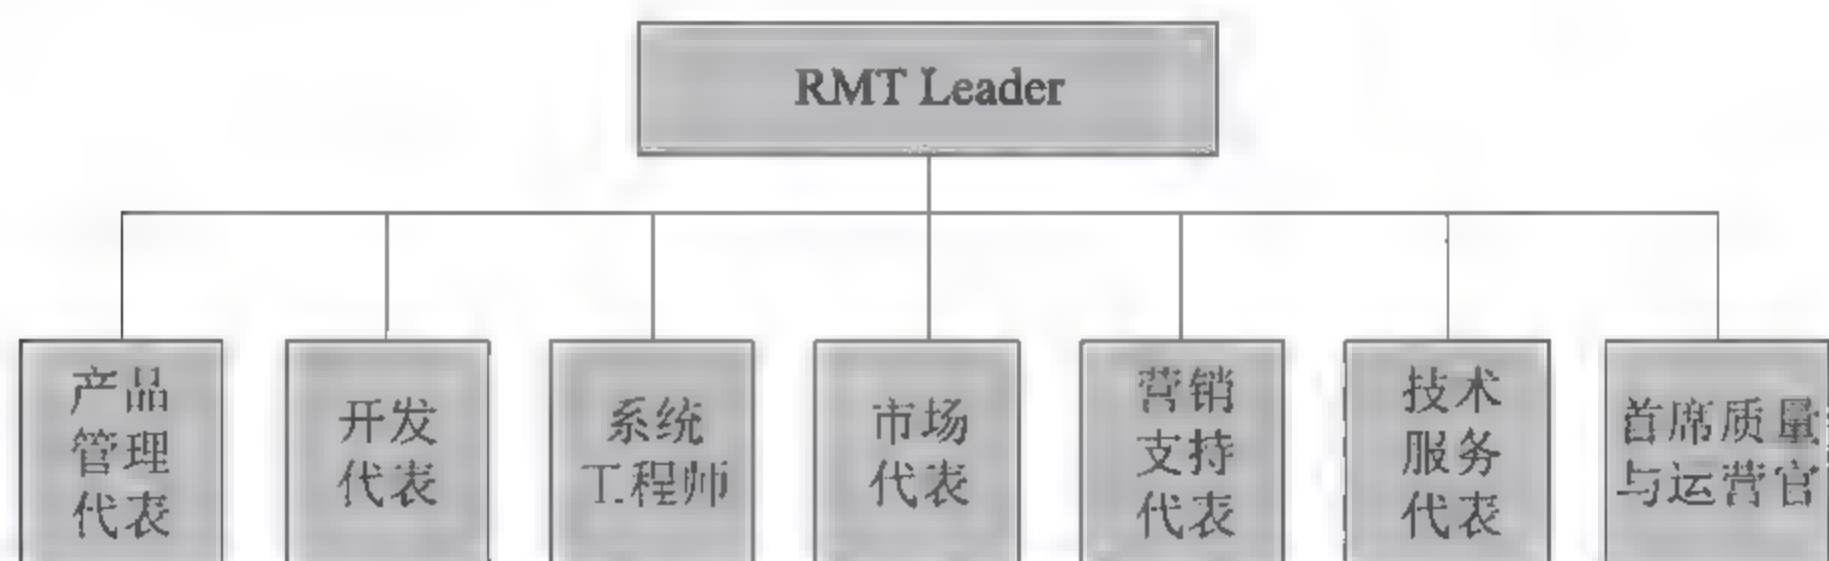 RMT Leader
产品
管理
代表
开发
代表
系统
工程师
市场
代表
营销
支持
代表
技术
服务
代表
首席质量
与运营官